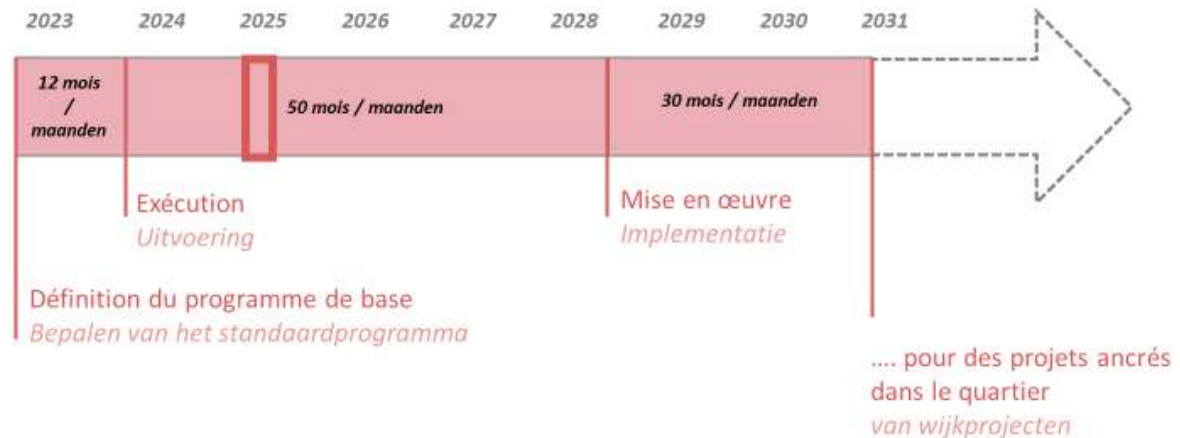 2023 2024 2025 2026 2027 2028 2029 2030 2031
12 mois
/
maanden
50 mois / maanden
30 mois / maanden
Exécution
Uitvoering
Mise en œuvre
Implementatie
Définition du programme de base
Bepalen van het standaardprogramma
.... pour des projets ancrés
dans le quartier
van wijkprojecten